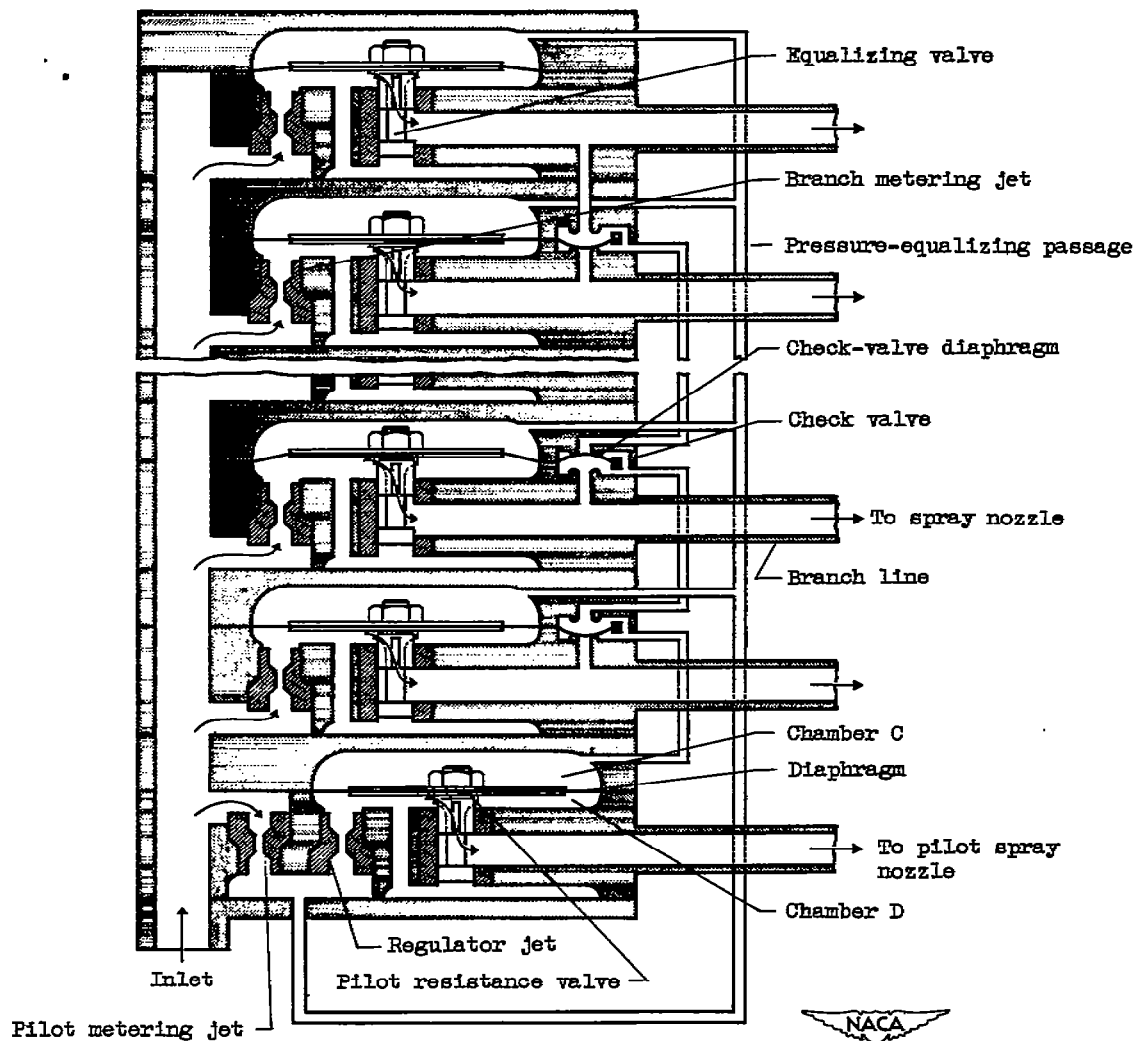 Equalizing valve
Branch metering jet
Pressure-equalizing passage
Check-valve diaphragm
Check valve
To spray nozzle
Branch line
Chamber C
Diaphragm
To pilot spray
nozzle
Chamber D
Regulator jet
Inlet
Pilot resistance valve
Pilot metering jet
NACA